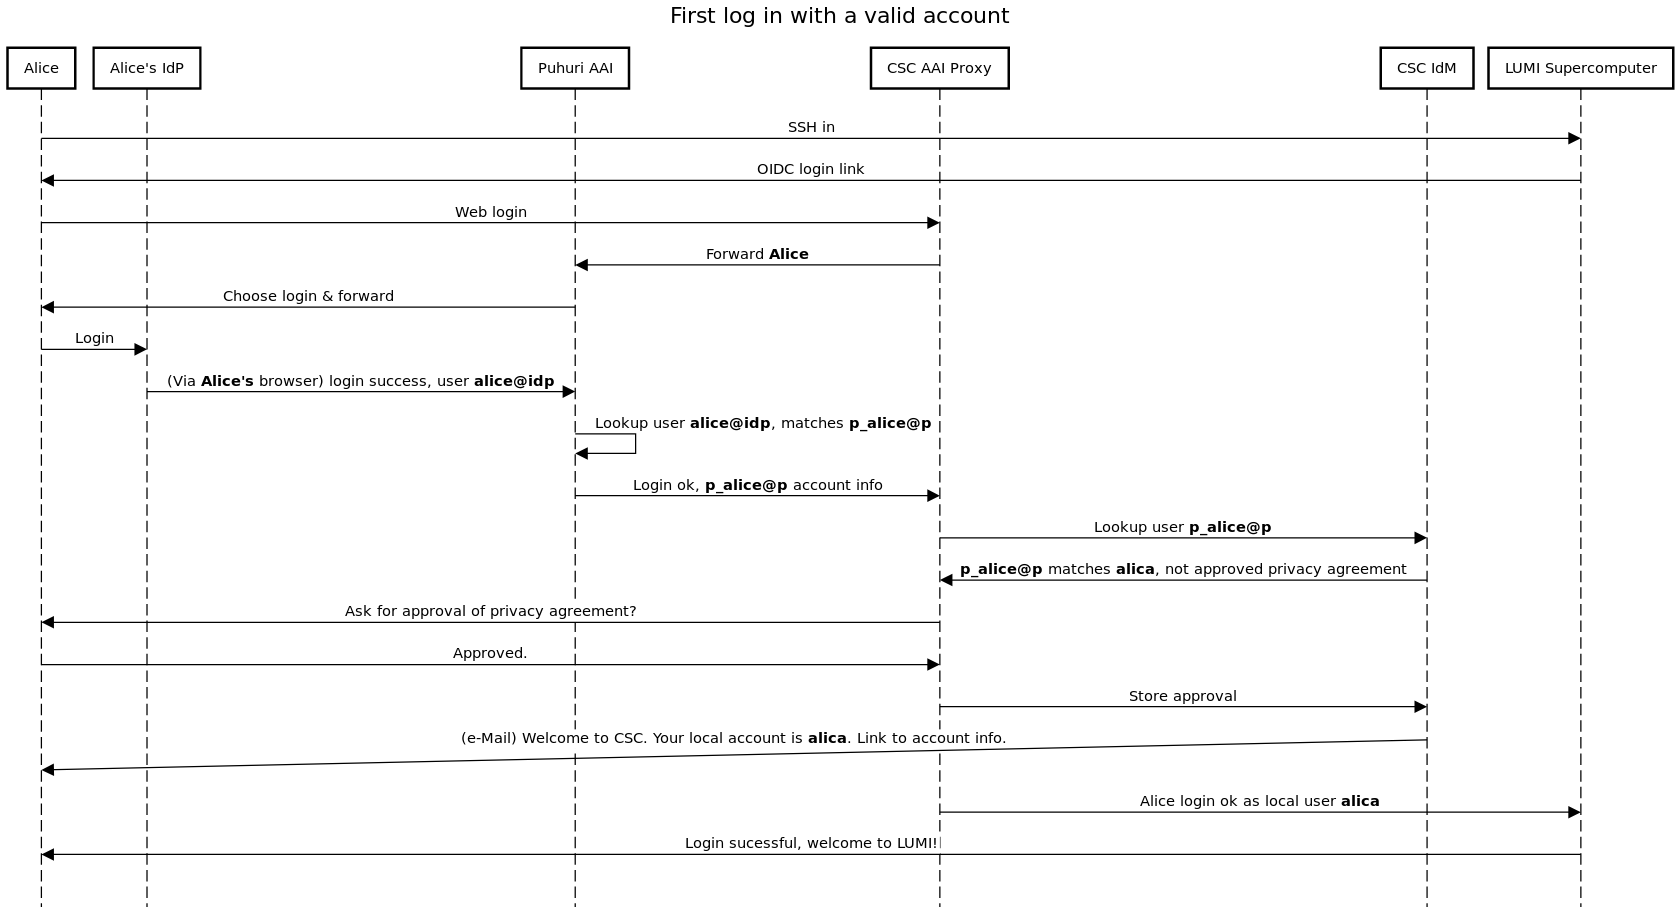 First log in with a valid account
Alice
Alice's IdP
Puhuri AAI
CSC AAI Proxy
CSC IdM
LUMI Supercomputer
SSH in
OIDC login link
Web login
Forward Alice
Choose login & forward
Login
(Via Alice's browser) login success, user alice@idp
Lookup user alice@idp, matches p_alice@p
Login ok, p_alice@p account info
Lookup user p_alice@p
p_alice@p matches alica, not approved privacy agreement
Ask for approval of privacy agreement?
Approved.
Store approval
(e-Mail) Welcome to CSC. Your local account is alica. Link to account info.
Alice login ok as local user alica
Login sucessful, welcome to LUMI!